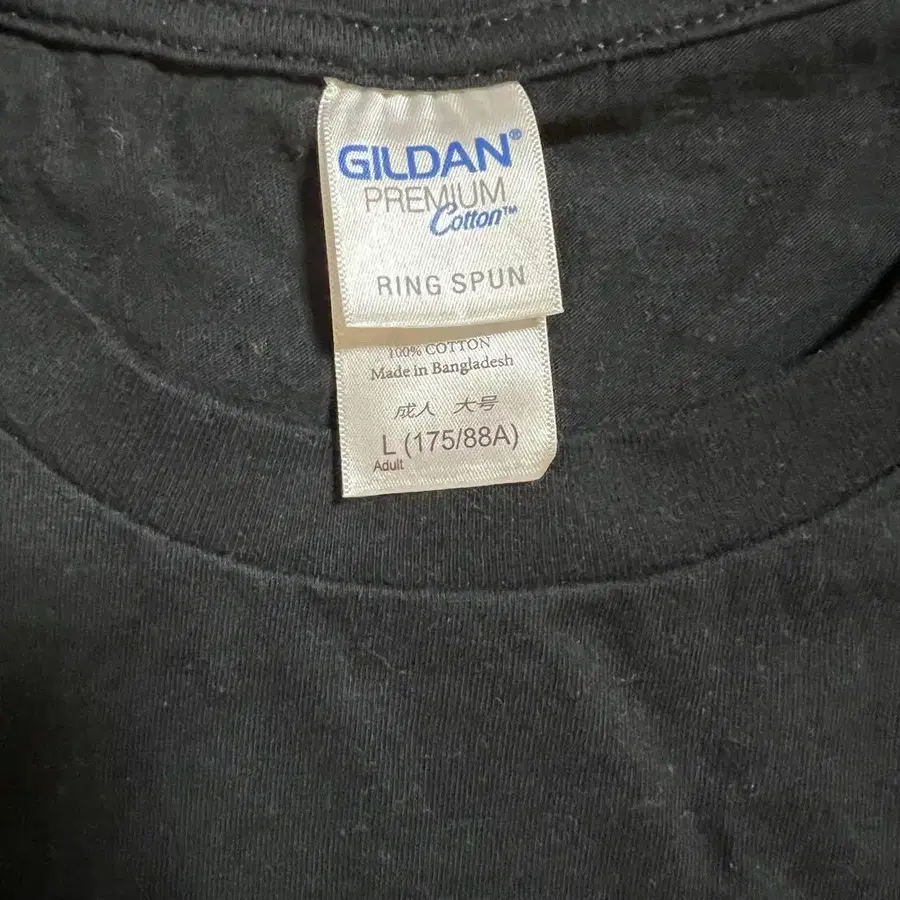 GILDAN®
PREMIUM
Cotton™
RING SPUN
100% COTTON
Made in Bangladesh
成人 大号
L (175/88A)
Adult